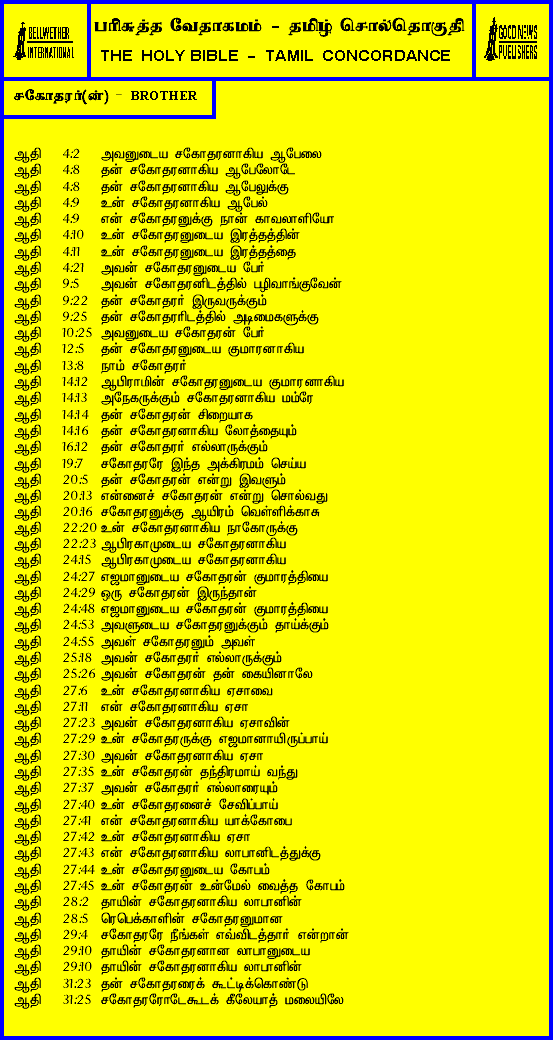 BELLWETHER INTERNATIONAL
பரிசுத்த வேதாகமம் - தமிழ் சொல்தொகுதி
THE HOLY BIBLE - TAMIL CONCORDANCE
GOOD NEWS PUBLISHERS
சகோதரர்(ன்) - BROTHER
ஆதி 4:2 அவனுடைய சகோதரனாகிய ஆபேலை
ஆதி 4:8 தன் சகோதரனாகிய ஆபேலோடே
ஆதி 4:8 தன் சகோதரனாகிய ஆபேலுக்கு
ஆதி 4:9 உன் சகோதரனாகிய ஆபேல்
ஆதி 4:9 என் சகோதரனுக்கு நான் காவலாளியோ
ஆதி 4:10 உன் சகோதரனுடைய இரத்தத்தின்
ஆதி 4:11 உன் சகோதரனுடைய இரத்தத்தை
ஆதி 4:21 அவன் சகோதரனுடைய பேர்
ஆதி 9:5 அவன் சகோதரனிடத்தில் பழிவாங்குவேன்
ஆதி 9:22 தன் சகோதரர் இருவருக்கும்
ஆதி 9:25 தன் சகோதரரிடத்தில் அடிமைகளுக்கு
ஆதி 10:25 அவனுடைய சகோதரன் பேர்
ஆதி 12:5 தன் சகோதரனுடைய குமாரனாகிய
ஆதி 13:8 நாம் சகோதரர்
ஆதி 14:12 ஆபிராமின் சகோதரனுடைய குமாரனாகிய
ஆதி 14:13 அநேகருக்கும் சகோதரனாகிய மம்ரே
ஆதி 14:14 தன் சகோதரன் சிறையாக
ஆதி 14:16 தன் சகோதரனாகிய லோத்தையும்
ஆதி 16:12 தன் சகோதரர் எல்லாருக்கும்
ஆதி 19:7 சகோதரரே இந்த அக்கிரமம் செய்ய
ஆதி 20:5 தன் சகோதரன் என்று இவளும்
ஆதி 20:13 என்னைச் சகோதரன் என்று சொல்வது
ஆதி 20:16 சகோதரனுக்கு ஆயிரம் வெள்ளிக்காசு
ஆதி 22:20 உன் சகோதரனாகிய நாகோருக்கு
ஆதி 22:23 ஆபிரகாமுடைய சகோதரனாகிய
ஆதி 24:15 ஆபிரகாமுடைய சகோதரனாகிய
ஆதி 24:27 எஜமானுடைய சகோதரன் குமாரத்தியை
ஆதி 24:29 ஒரு சகோதரன் இருந்தான்
ஆதி 24:48 எஜமானுடைய சகோதரன் குமாரத்தியை
ஆதி 24:53 அவளுடைய சகோதரனுக்கும் தாய்க்கும்
ஆதி 24:55 அவள் சகோதரனும் அவள்
ஆதி 25:18 அவன் சகோதரர் எல்லாருக்கும்
ஆதி 25:26 அவன் சகோதரன் தன் கையினாலே
ஆதி 27:6 உன் சகோதரனாகிய ஏசாவை
ஆதி 27:11 என் சகோதரனாகிய ஏசா
ஆதி 27:23 அவன் சகோதரனாகிய ஏசாவின்
ஆதி 27:29 உன் சகோதரருக்கு எஜமானாயிருப்பாய்
ஆதி 27:30 அவன் சகோதரனாகிய ஏசா
ஆதி 27:35 உன் சகோதரன் தந்திரமாய் வந்து
ஆதி 27:37 அவன் சகோதரர் எல்லாரையும்
ஆதி 27:40 உன் சகோதரனைச் சேவிப்பாய்
ஆதி 27:41 என் சகோதரனாகிய யாக்கோபை
ஆதி 27:42 உன் சகோதரனாகிய ஏசா
ஆதி 27:43 என் சகோதரனாகிய லாபானிடத்துக்கு
ஆதி 27:44 உன் சகோதரனுடைய கோபம்
ஆதி 27:45 உன் சகோதரன் உன்மேல் வைத்த கோபம்
ஆதி 28:2 தாயின் சகோதரனாகிய லாபானின்
ஆதி 28:5 ரெபெக்காளின் சகோதரனுமான
ஆதி 29:4 சகோதரரே நீங்கள் எவ்விடத்தார் என்றான்
ஆதி 29:10 தாயின் சகோதரனான லாபானுடைய
ஆதி 29:10 தாயின் சகோதரனாகிய லாபானின்
ஆதி 31:23 தன் சகோதரரைக் கூட்டிக்கொண்டு
ஆதி 31:25 சகோதரரோடேகூடக் கீலேயாத் மலையிலே